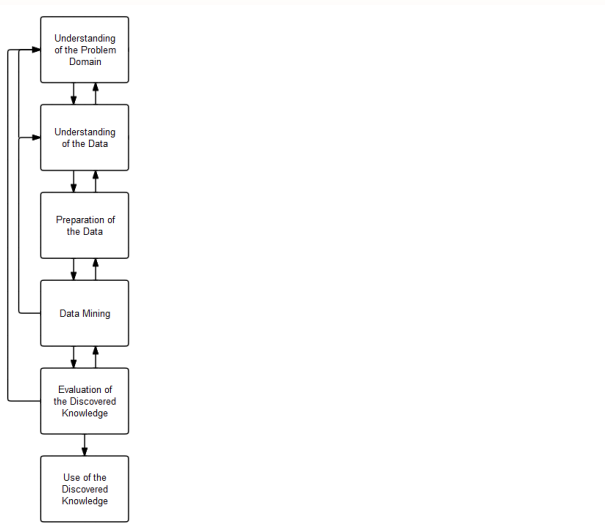 Understanding
of the Problem
Domain
Understanding
of the Data
Preparation of
the Data
Data Mining
Evaluation of
the Discovered
Knowledge
Use of the
Discovered
Knowledge